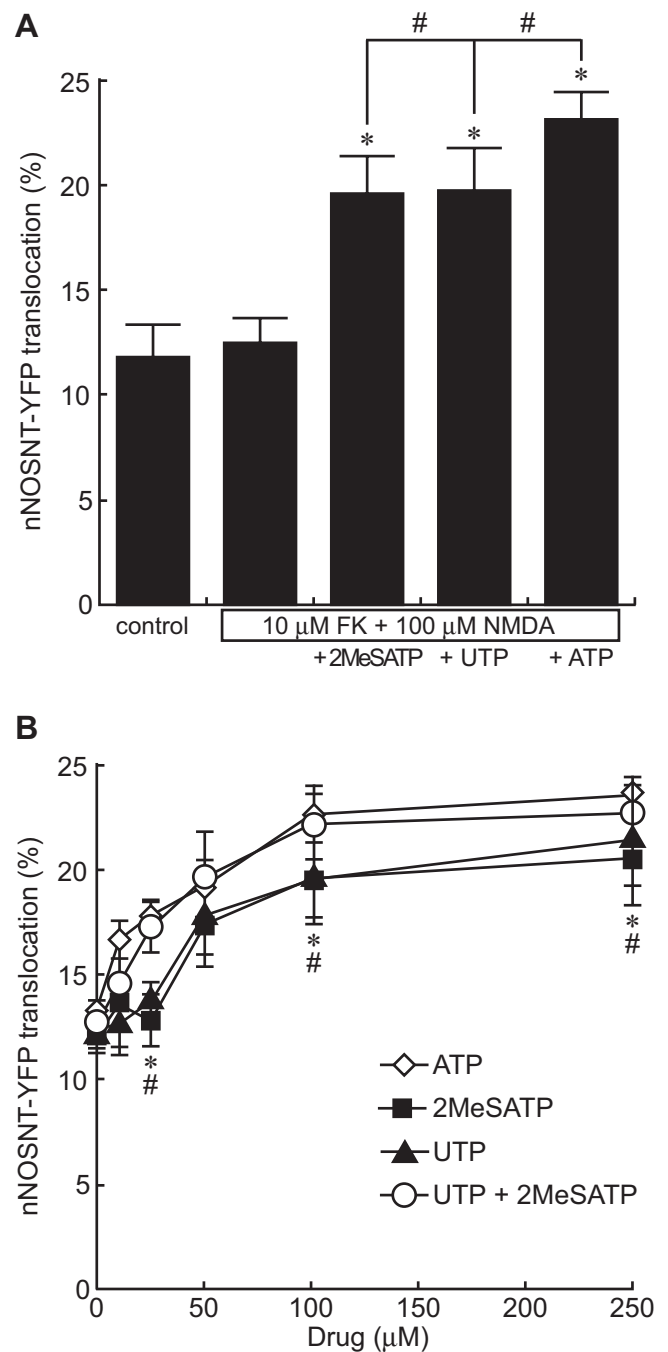 A
# #
* * *
nNOSNT-YFP translocation (%)
25
20
15
10
5
0
control
10 μM FK + 100 μM NMDA
+2MeSATP + UTP + ATP
B
nNOSNT-YFP translocation (%)
25
20
15
10
5
0
* * *
# # #
ATP
2MeSATP
UTP
UTP + 2MeSATP
0 50 100 150 200 250
Drug (μM)